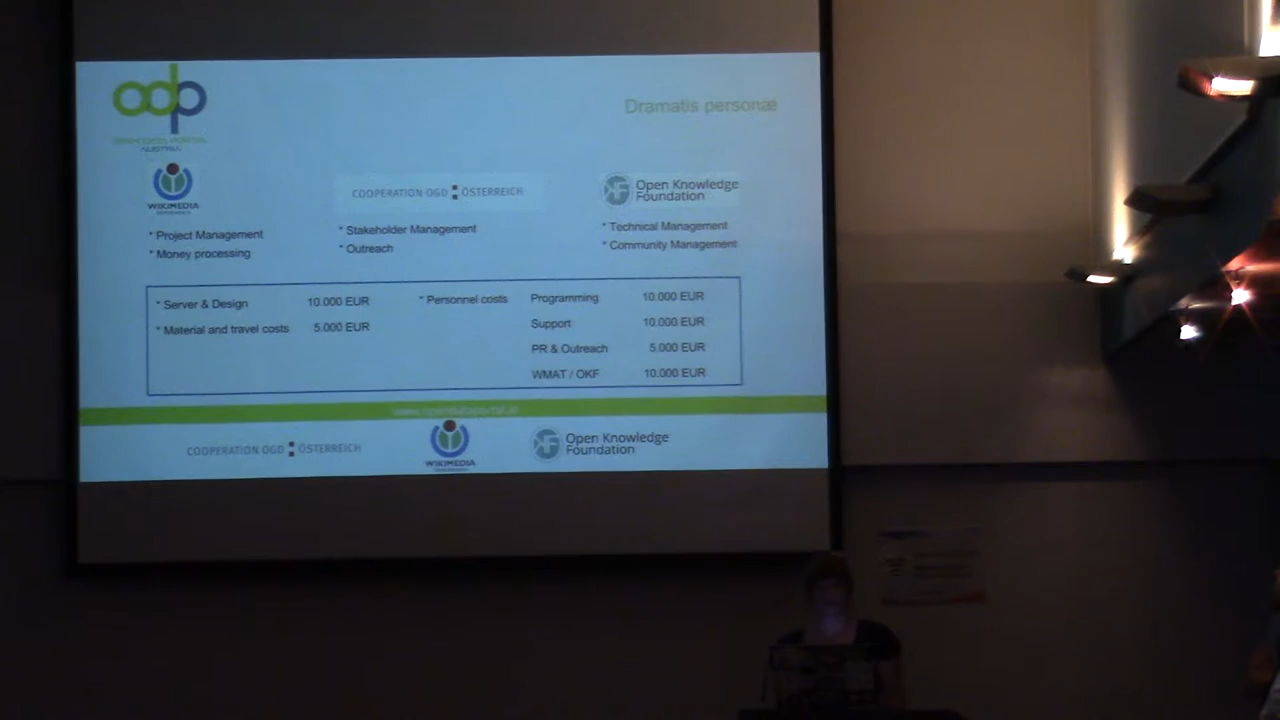 odp
Dramatis personæ
AUSTRIA
WIKIMEDIA
COOPERATION OGD ÖSTERREICH
Open Knowledge
Foundation
* Project Management
* Money processing
* Stakeholder Management
* Outreach
* Technical Management
* Community Management
* Server & Design 10.000 EUR
* Material and travel costs 5.000 EUR
* Personnel costs Programming 10.000 EUR
Support 10.000 EUR
PR & Outreach 5.000 EUR
WMAT / OKF 10.000 EUR
COOPERATION OGD ÖSTERREICH
WIKIMEDIA
Open Knowledge
Foundation